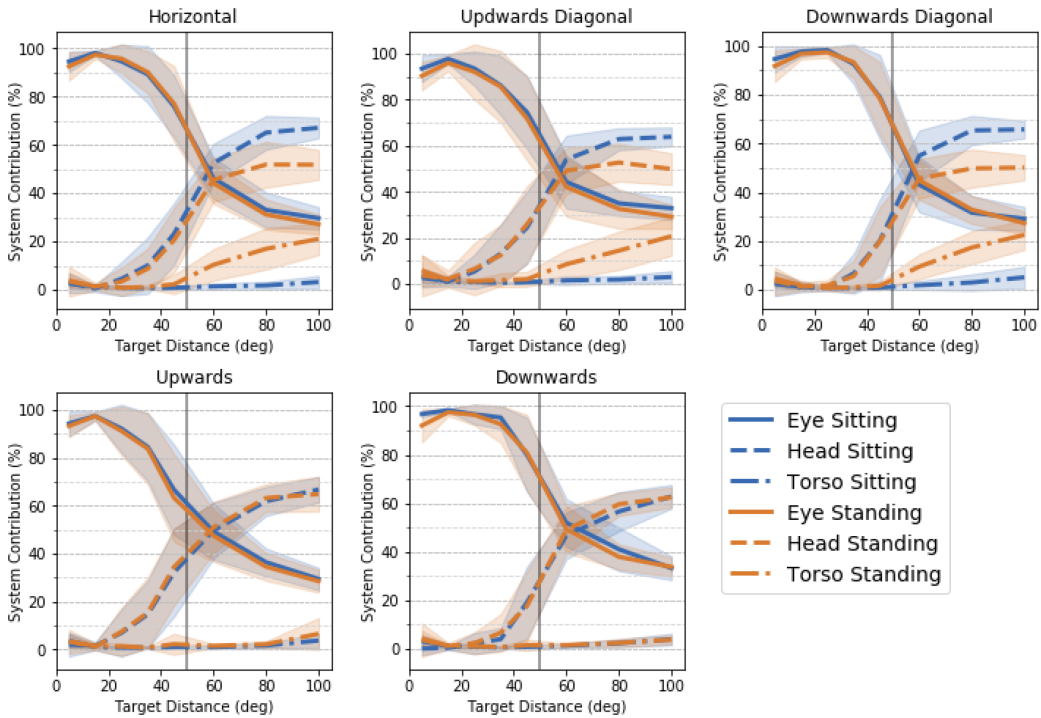 Horizontal
Updwards Diagonal
Downwards Diagonal
System Contribution (%)
100
80
60
40
20
0
0 20 40 60 80 100
Target Distance (deg)
System Contribution (%)
100
80
60
40
20
0
0 20 40 60 80 100
Target Distance (deg)
System Contribution (%)
100
80
60
40
20
0
0 20 40 60 80 100
Target Distance (deg)
Upwards
Downwards
System Contribution (%)
100
80
60
40
20
0
0 20 40 60 80 100
Target Distance (deg)
System Contribution (%)
100
80
60
40
20
0
0 20 40 60 80 100
Target Distance (deg)
Eye Sitting
Head Sitting
Torso Sitting
Eye Standing
Head Standing
Torso Standing